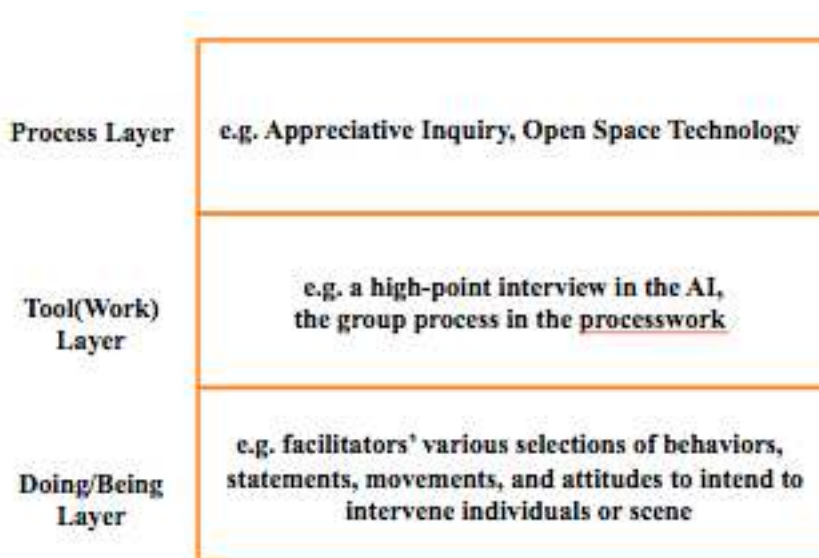 Process Layer
e.g. Appreciative Inquiry, Open Space Technology
Tool(Work)
Layer
e.g. a high-point interview in the AI,
the group process in the processwork
Doing/Being
Layer
e.g. facilitators’ various selections of behaviors,
statements, movements, and attitudes to intend to
intervene individuals or scene